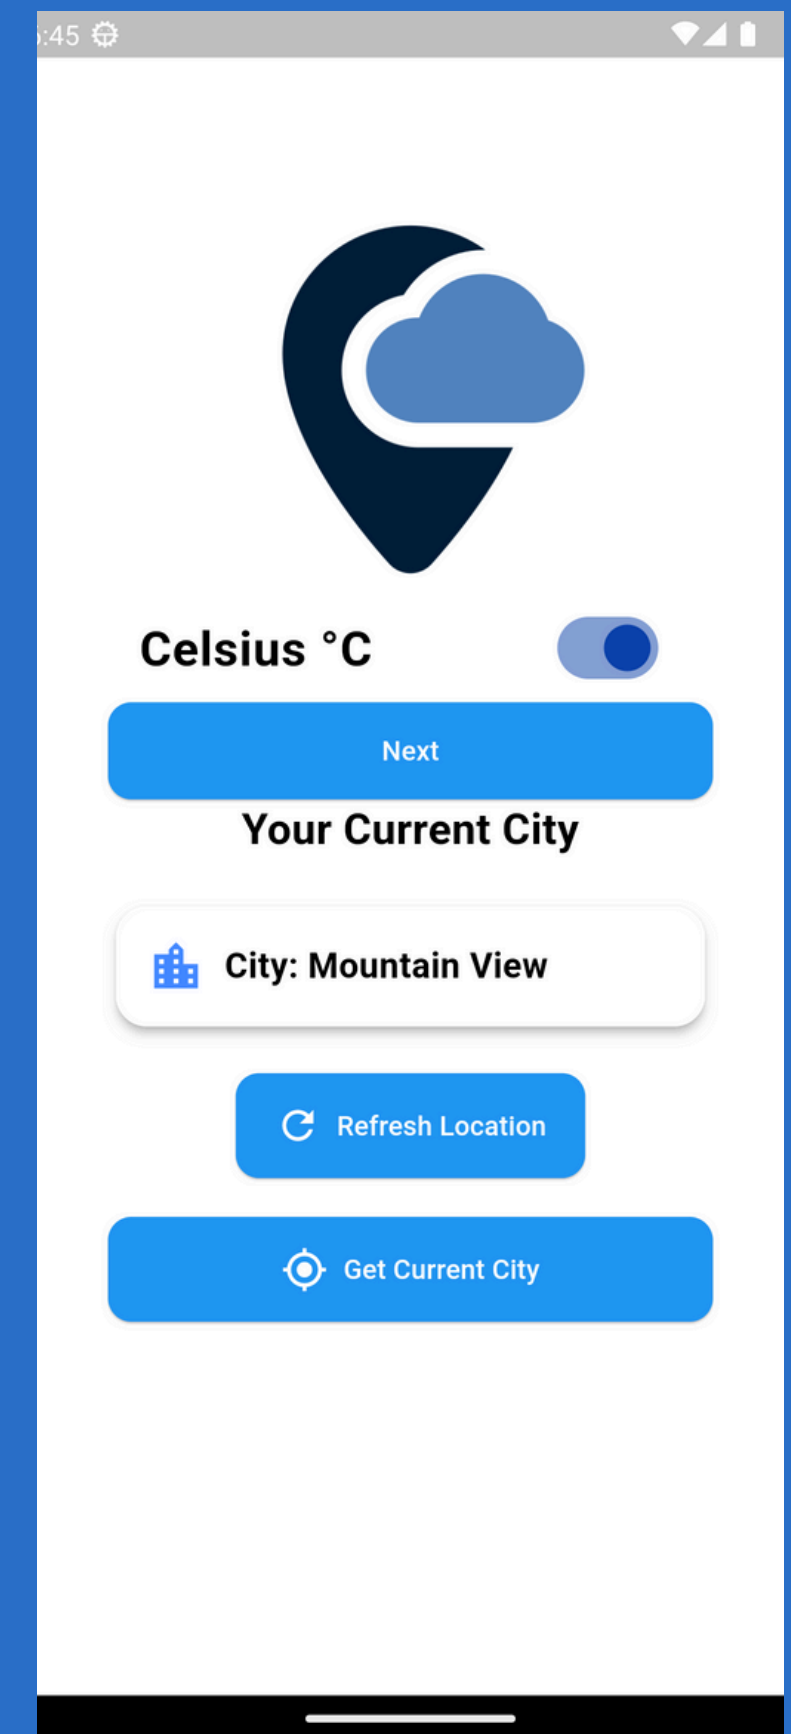 :45
Celsius °C
Next
Your Current City
City: Mountain View
Refresh Location
Get Current City